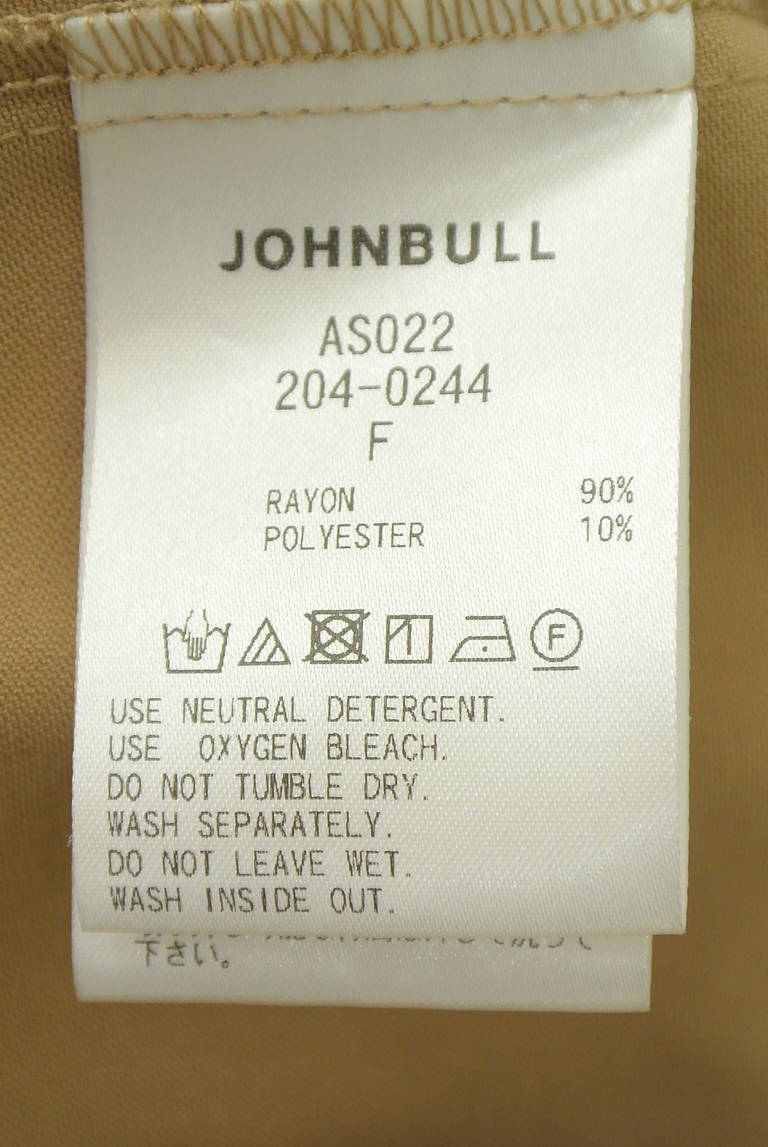 JOHNBULL
AS022
204-0244
F
RAYON 90%
POLYESTER 10%
F
USE NEUTRAL DETERGENT.
USE OXYGEN BLEACH.
DO NOT TUMBLE DRY.
WASH SEPARATELY.
DO NOT LEAVE WET.
WASH INSIDE OUT.
下さい。